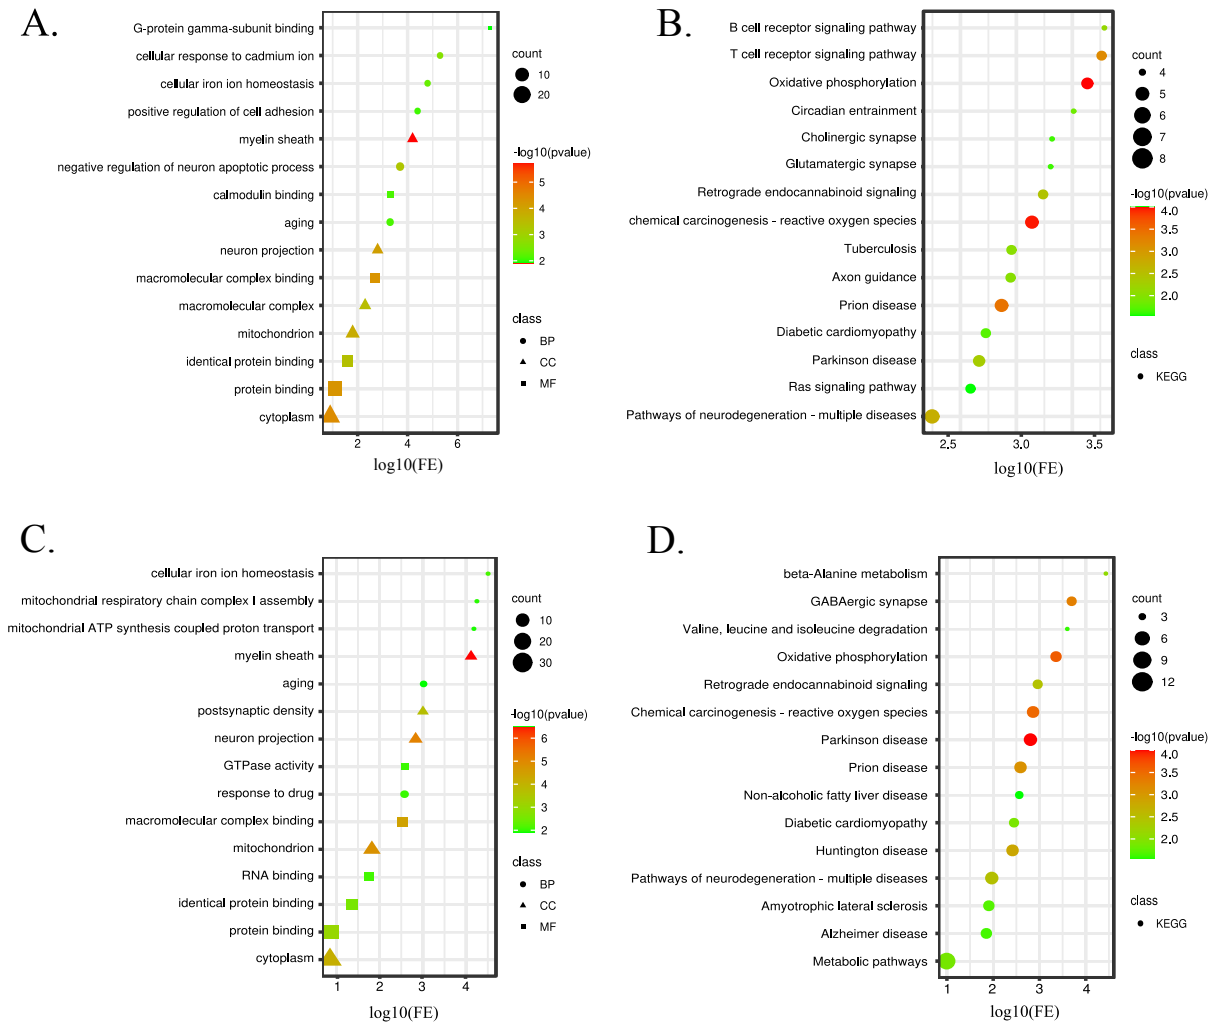 A.
G-protein gamma-subunit binding
cellular response to cadmium ion
cellular iron ion homeostasis
positive regulation of cell adhesion
myelin sheath
negative regulation of neuron apoptotic process
calmodulin binding
aging
neuron projection
macromolecular complex binding
macromolecular complex
mitochondrion
identical protein binding
protein binding
cytoplasm
2 4 6
log10(FE)
count
10
20
-log10(pvalue)
5
4
3
2
class
BP
CC
MF
B.
B cell receptor signaling pathway
T cell receptor signaling pathway
Oxidative phosphorylation
Circadian entrainment
Cholinergic synapse
Glutamatergic synapse
Retrograde endocannabinoid signaling
chemical carcinogenesis - reactive oxygen species
Tuberculosis
Axon guidance
Prion disease
Diabetic cardiomyopathy
Parkinson disease
Ras signaling pathway
Pathways of neurodegeneration - multiple diseases
2.5 3.0 3.5
log10(FE)
count
4
5
6
7
8
-log10(pvalue)
4.0
3.5
3.0
2.5
2.0
class
KEGG
C.
cellular iron ion homeostasis
mitochondrial respiratory chain complex I assembly
mitochondrial ATP synthesis coupled proton transport
myelin sheath
aging
postsynaptic density
neuron projection
GTPase activity
response to drug
macromolecular complex binding
mitochondrion
RNA binding
identical protein binding
protein binding
cytoplasm
1 2 3 4
log10(FE)
count
10
20
30
-log10(pvalue)
6
5
4
3
2
class
BP
CC
MF
D.
beta-Alanine metabolism
GABAergic synapse
Valine, leucine and isoleucine degradation
Oxidative phosphorylation
Retrograde endocannabinoid signaling
Chemical carcinogenesis - reactive oxygen species
Parkinson disease
Prion disease
Non-alcoholic fatty liver disease
Diabetic cardiomyopathy
Huntington disease
Pathways of neurodegeneration - multiple diseases
Amyotrophic lateral sclerosis
Alzheimer disease
Metabolic pathways
1 2 3 4
log10(FE)
count
3
6
9
12
-log10(pvalue)
4.0
3.5
3.0
2.5
2.0
class
KEGG